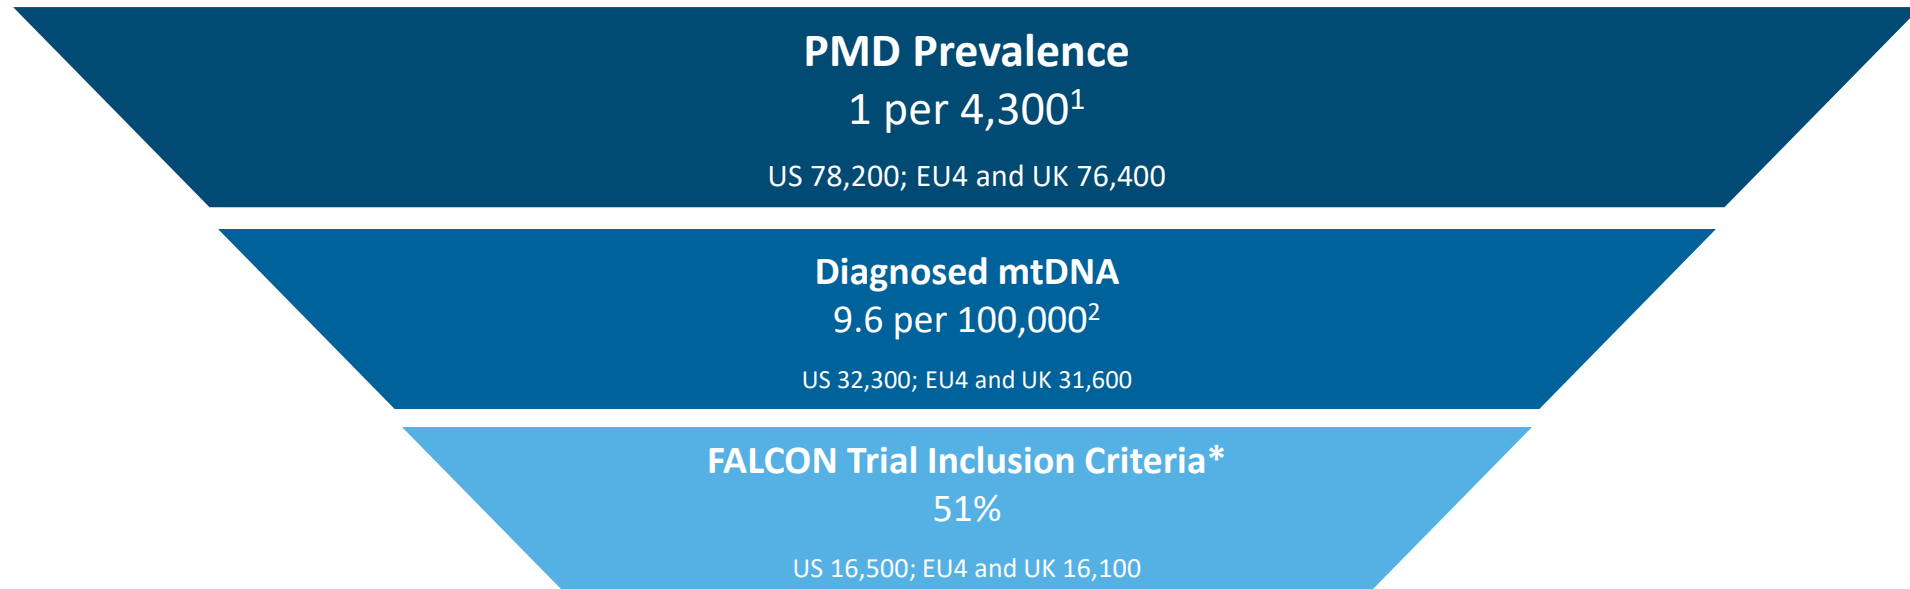 PMD Prevalence
1 per 4,300¹
US 78,200; EU4 and UK 76,400
Diagnosed mtDNA
9.6 per 100,000²
US 32,300; EU4 and UK 31,600
FALCON Trial Inclusion Criteria*
51%
US 16,500; EU4 and UK 16,100